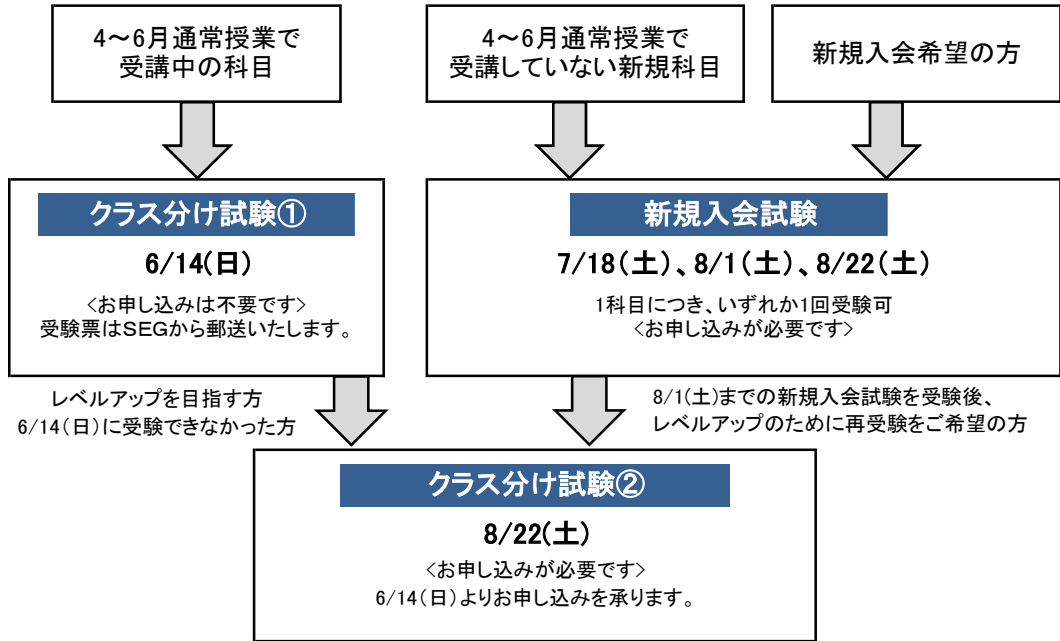 4～6月通常授業で
受講中の科目
4～6月通常授業で
受講していない新規科目
新規入会希望の方
クラス分け試験①
6/14(日)
<お申し込みは不要です>
受験票はSEGから郵送いたします。
新規入会試験
7/18(土)、8/1(土)、8/22(土)
1科目につき、いずれか1回受験可
<お申し込みが必要です>
レベルアップを目指す方
6/14(日)に受験できなかった方
8/1(土)までの新規入会試験を受験後、
レベルアップのために再受験をご希望の方
クラス分け試験②
8/22(土)
<お申し込みが必要です>
6/14(日)よりお申し込みを承ります。